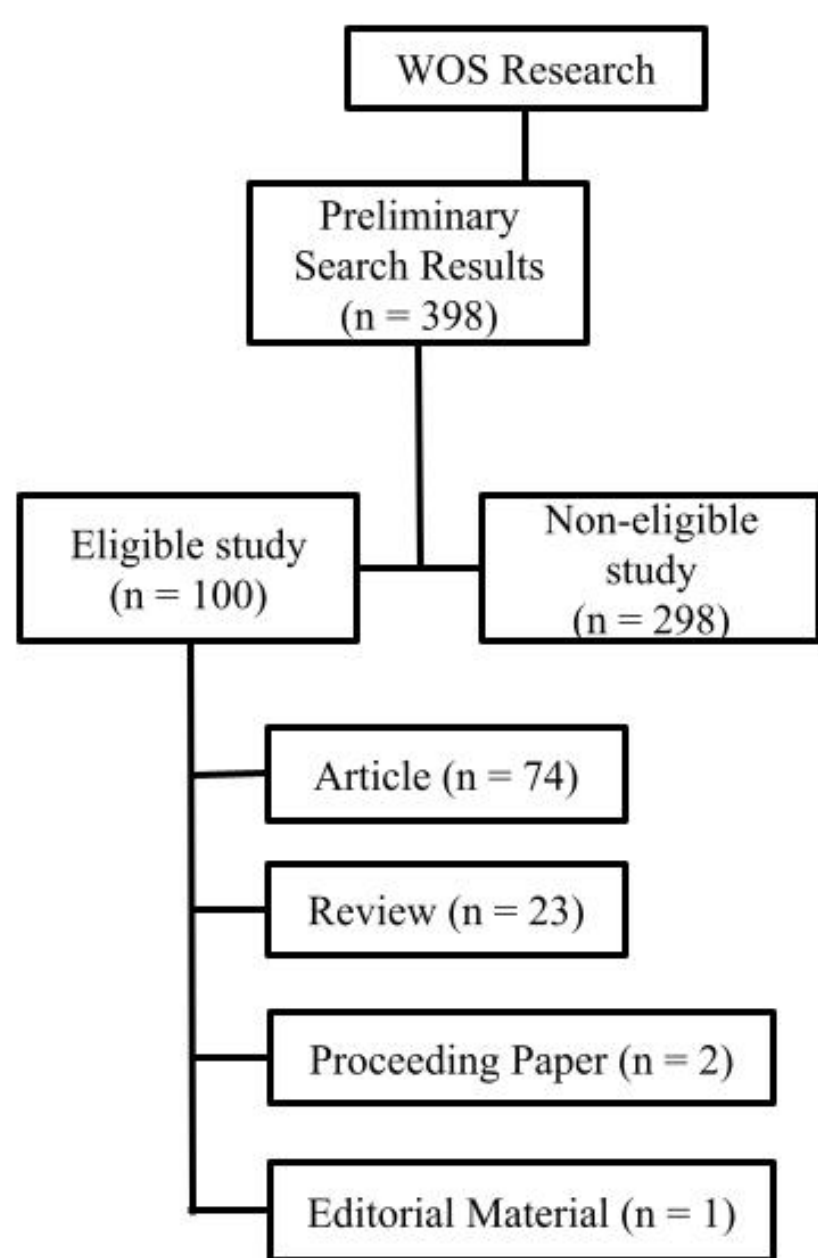 WOS Research
Preliminary
Search Results
(n = 398)
Eligible study
(n = 100)
Non-eligible
study
(n = 298)
Article (n = 74)
Review (n = 23)
Proceeding Paper (n = 2)
Editorial Material (n = 1)